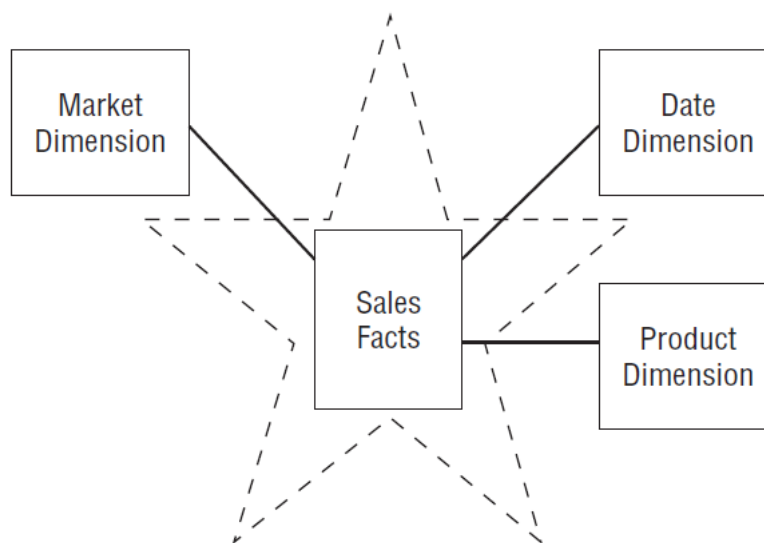 Market
Dimension
Date
Dimension
Sales
Facts
Product
Dimension